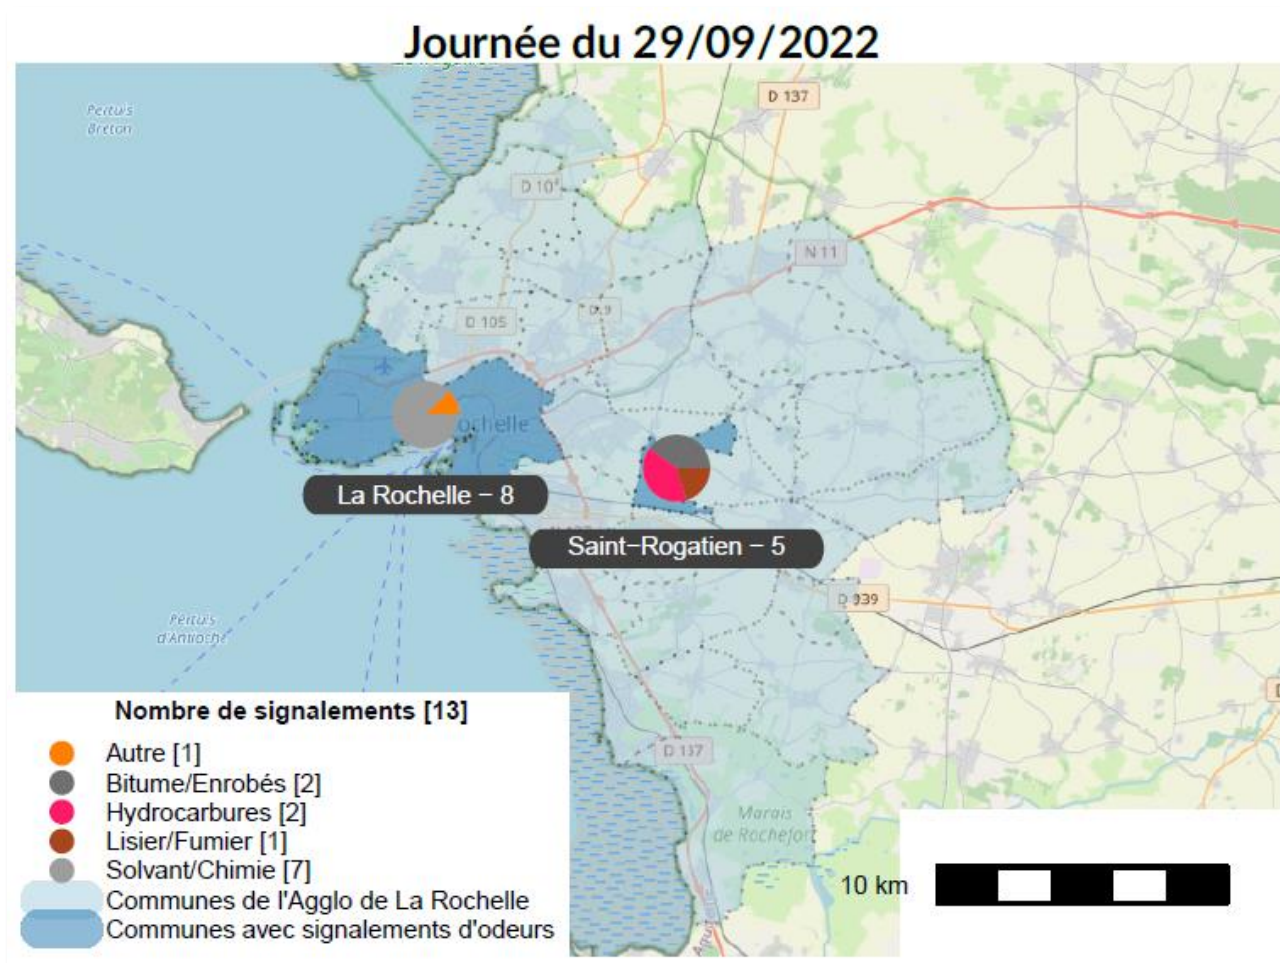 Journée du 29/09/2022
Pertuis
Breton
D 137
D 10
N 11
D 9
D 105
ochelle
La Rochelle – 8
Saint–Rogatien – 5
D 939
Pertuis
d'Antioche
D 137
Marais
de Rochefort
Nombre de signalements [13]
Autre [1]
Bitume/Enrobés [2]
Hydrocarbures [2]
Lisier/Fumier [1]
Solvant/Chimie [7]
Communes de l'Agglo de La Rochelle
Communes avec signalements d'odeurs
10 km